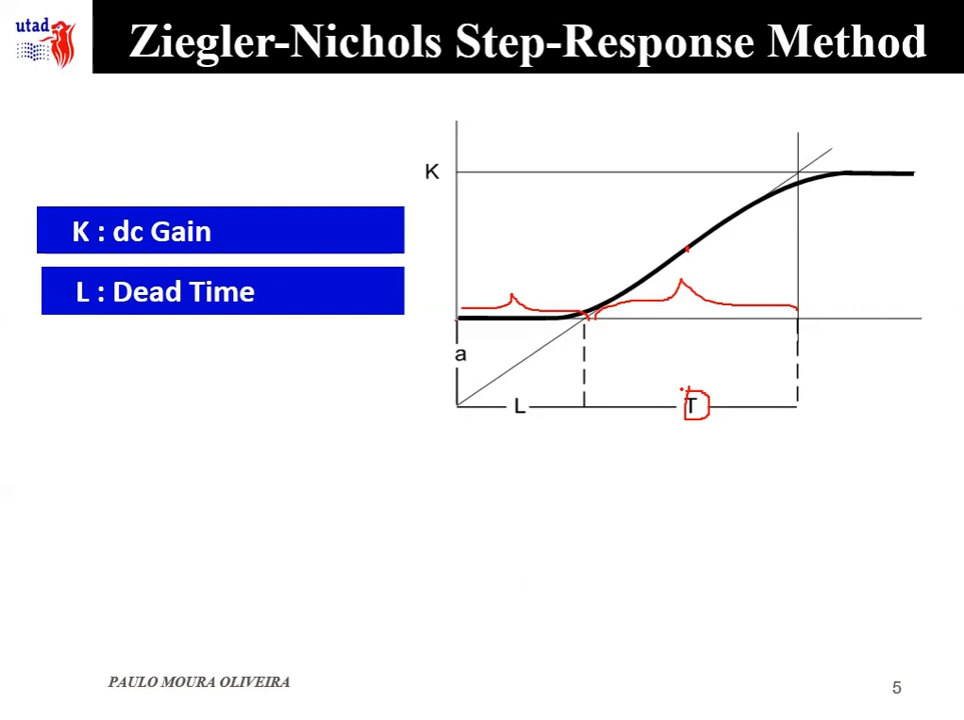 utad
Ziegler-Nichols Step-Response Method
K
K : dc Gain
L : Dead Time
a
L
T
PAULO MOURA OLIVEIRA
5